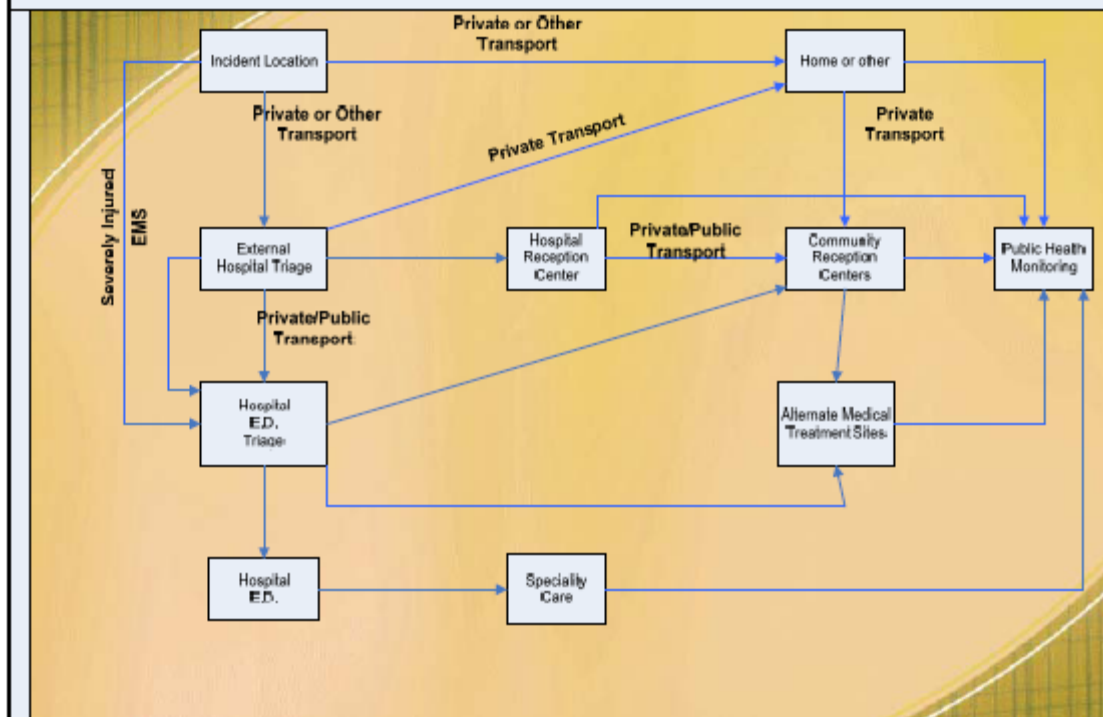 Private or Other
Transport
Incident Location
Home or other
Private or Other
Transport
Private
Transport
Private Transport
Severely Injured
EMS
External
Hospital Triage
Hospital
Reception
Center
Private/Public
Transport
Community
Reception
Centers
Public Health
Monitoring
Private/Public
Transport
Hospital
E.D.
Triage
Alternate Medical
Treatment Sites
Hospital
E.D.
Speciality
Care